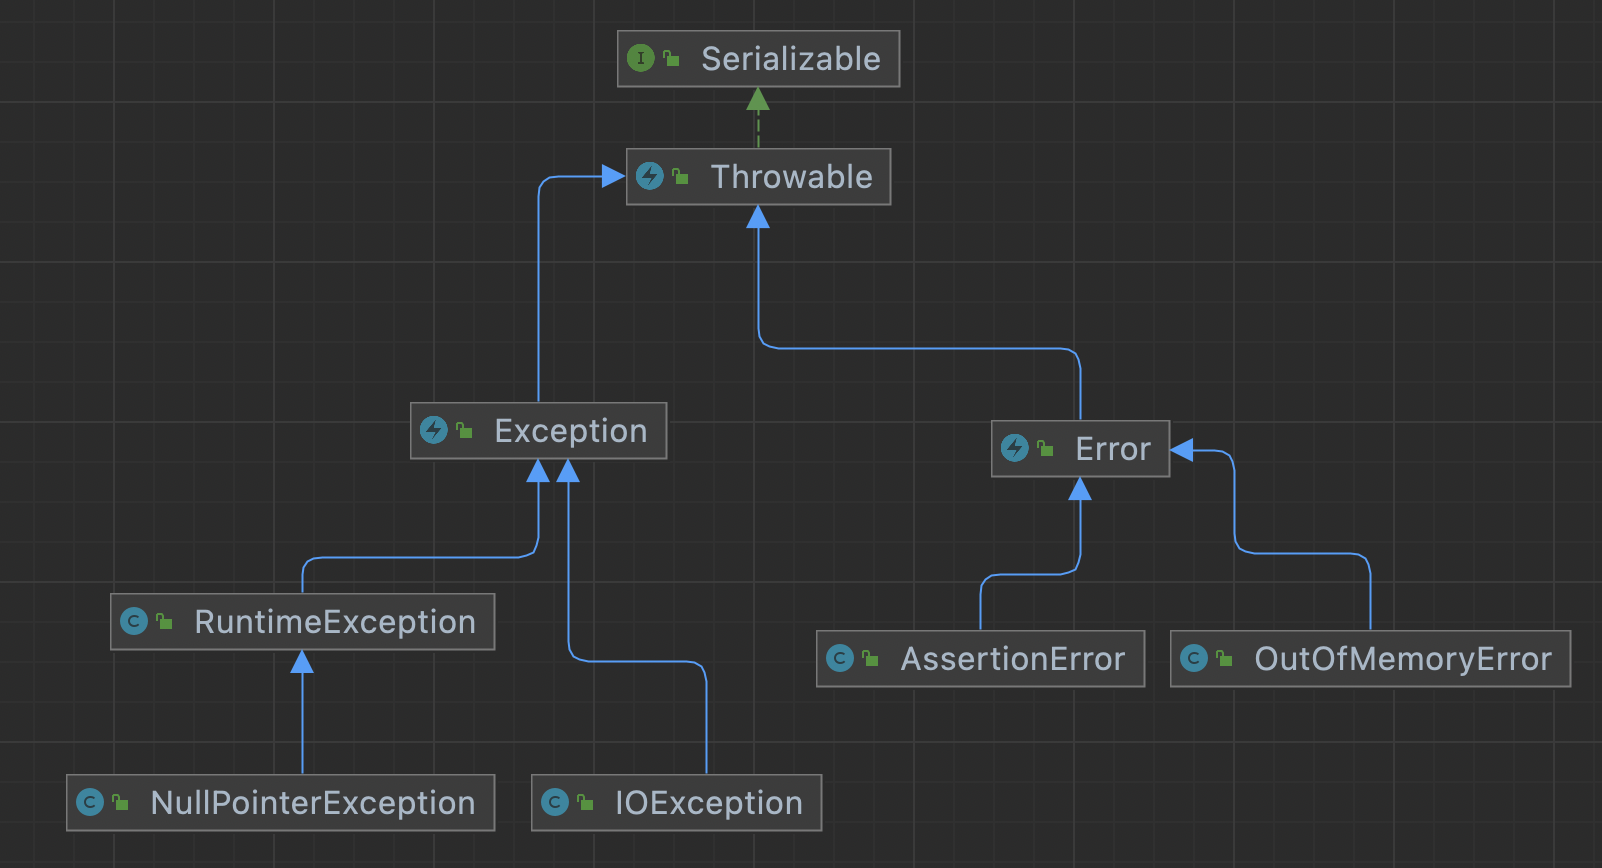 Serializable
Throwable
Exception
Error
RuntimeException
AssertionError
OutOfMemoryError
NullPointerException
IOException